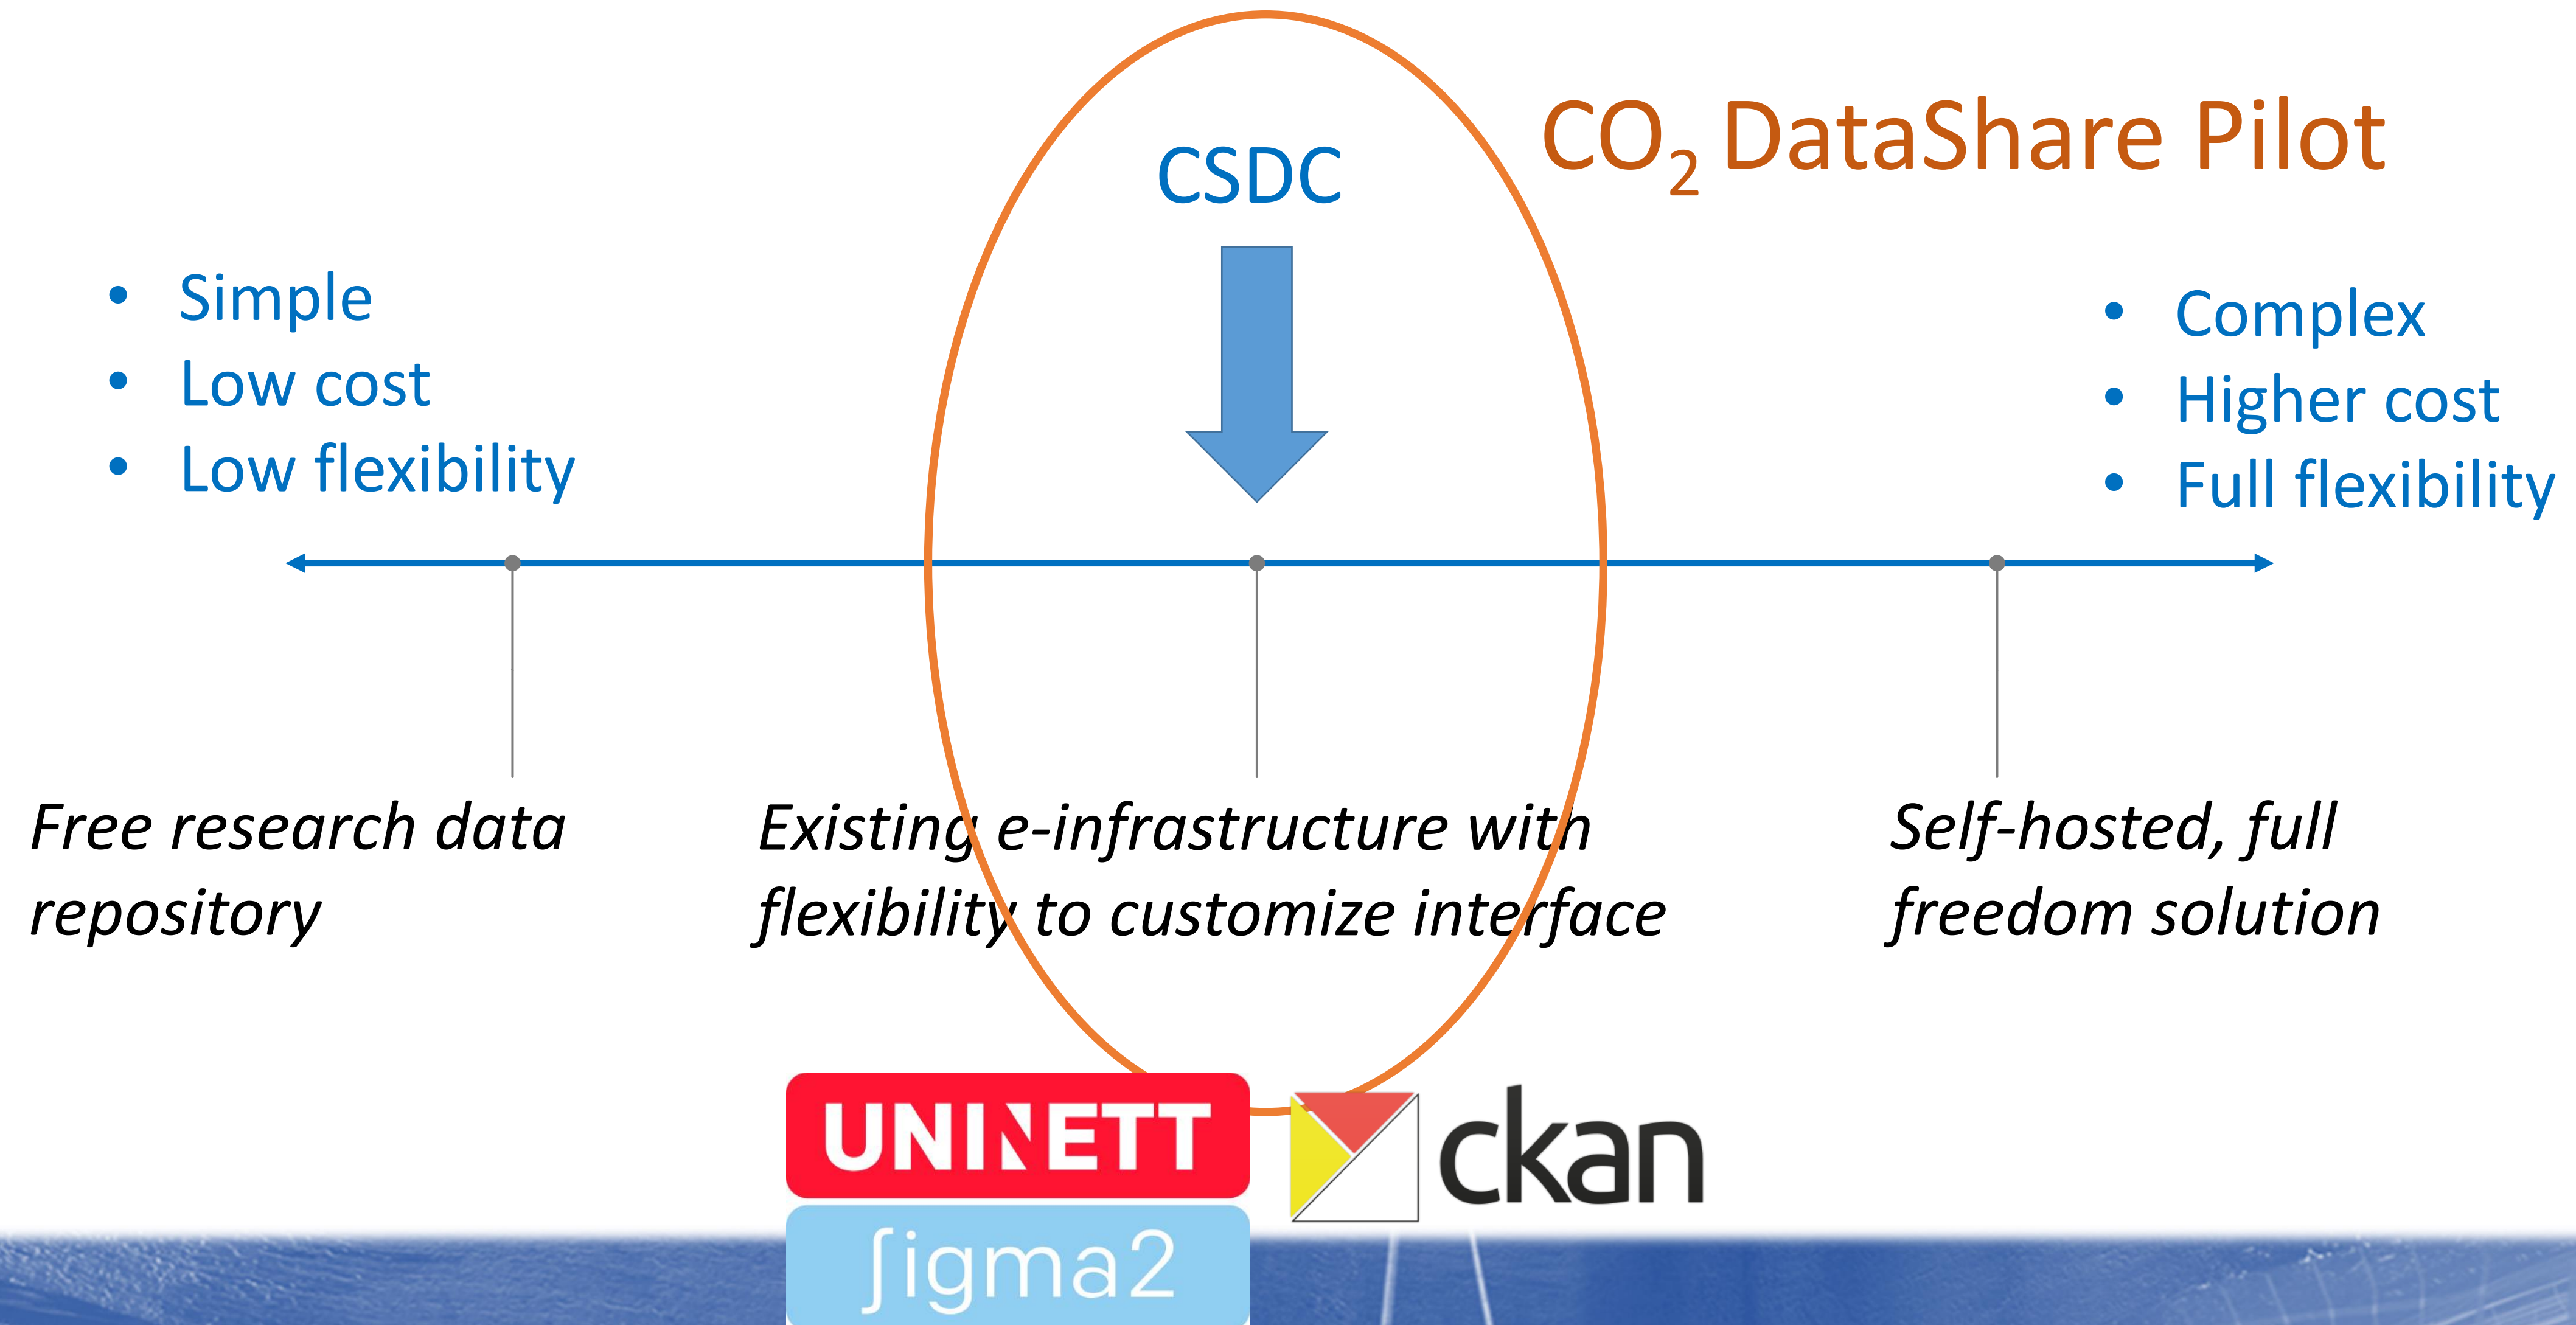 CO2 DataShare Pilot
CSDC
• Simple
• Low cost
• Low flexibility
• Complex
• Higher cost
• Full flexibility
Free research data
repository
Existing e-infrastructure with
flexibility to customize interface
Self-hosted, full
freedom solution
UNINETT
ckan
sigma2